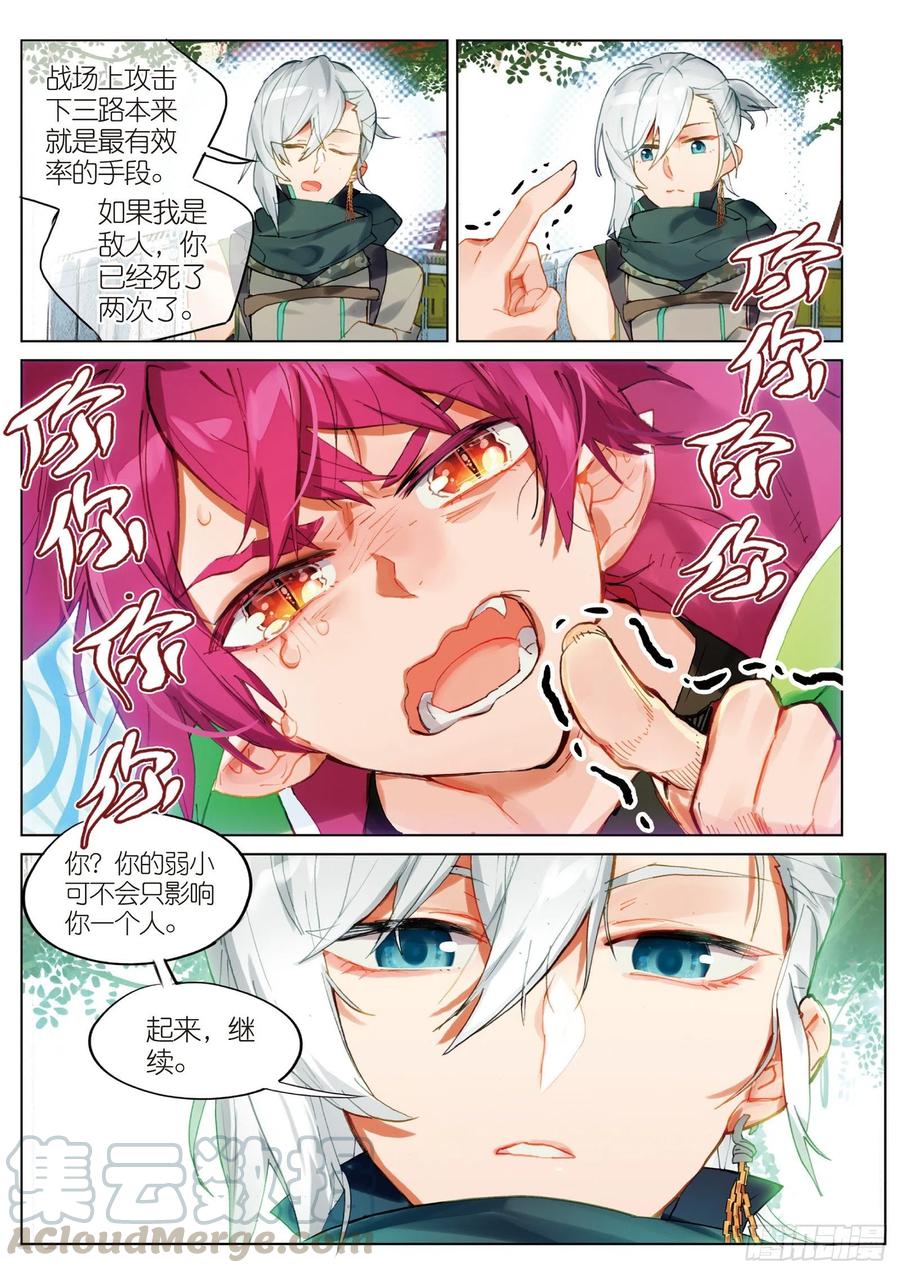 战场上攻击
下三路本来
就是最有效
率的手段。
如果我是
敌人，你
已经死了
两次了。
你
你
你
你
你
你
你
你
你？你的弱小
可不会只影响
你一个人。
起来，继
续。
集云数据
ACloudMerge.com
腾讯动漫